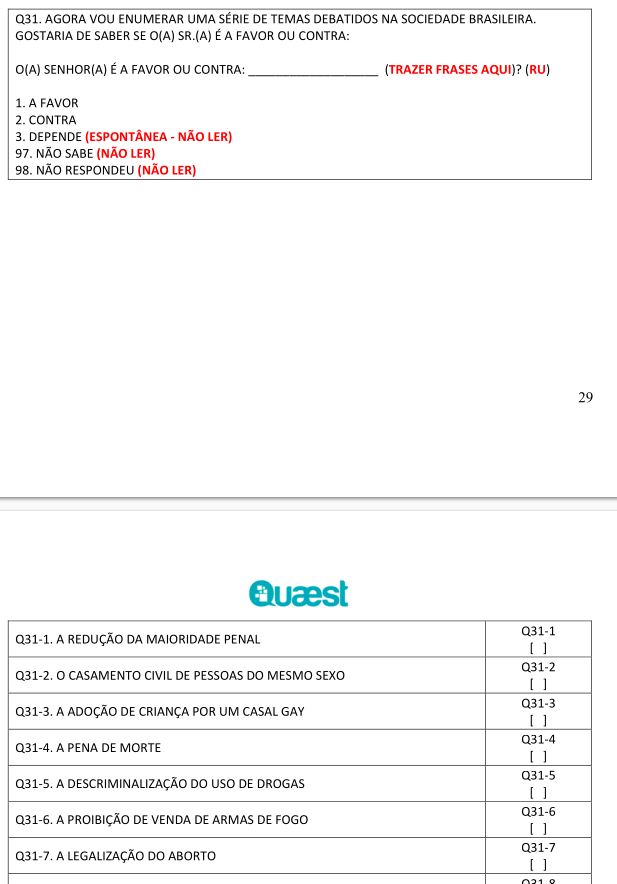 Q31. AGORA VOU ENUMERAR UMA SÉRIE DE TEMAS DEBATIDOS NA SOCIEDADE BRASILEIRA.
GOSTARIA DE SABER SE O(A) SR.(A) É A FAVOR OU CONTRA:
O(A) SENHOR(A) É A FAVOR OU CONTRA: ___________________ (TRAZER FRASES AQUI)? (RU)
1. A FAVOR
2. CONTRA
3. DEPENDE (ESPONTÂNEA - NÃO LER)
97. NÃO SABE (NÃO LER)
98. NÃO RESPONDEU (NÃO LER)
29
Quaest
Q31-1. A REDUÇÃO DA MAIORIDADE PENAL
Q31-1
[ ]
Q31-2. O CASAMENTO CIVIL DE PESSOAS DO MESMO SEXO
Q31-2
[ ]
Q31-3. A ADOÇÃO DE CRIANÇA POR UM CASAL GAY
Q31-3
[ ]
Q31-4. A PENA DE MORTE
Q31-4
[ ]
Q31-5. A DESCRIMINALIZAÇÃO DO USO DE DROGAS
Q31-5
[ ]
Q31-6. A PROIBIÇÃO DE VENDA DE ARMAS DE FOGO
Q31-6
[ ]
Q31-7. A LEGALIZAÇÃO DO ABORTO
Q31-7
[ ]
Q31-8